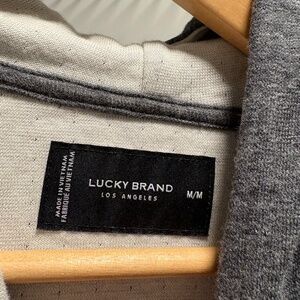 MADE IN VIETNAM
FABRIQUÉ AU VIETNAM
LUCKY BRAND
LOS ANGELES
M/M